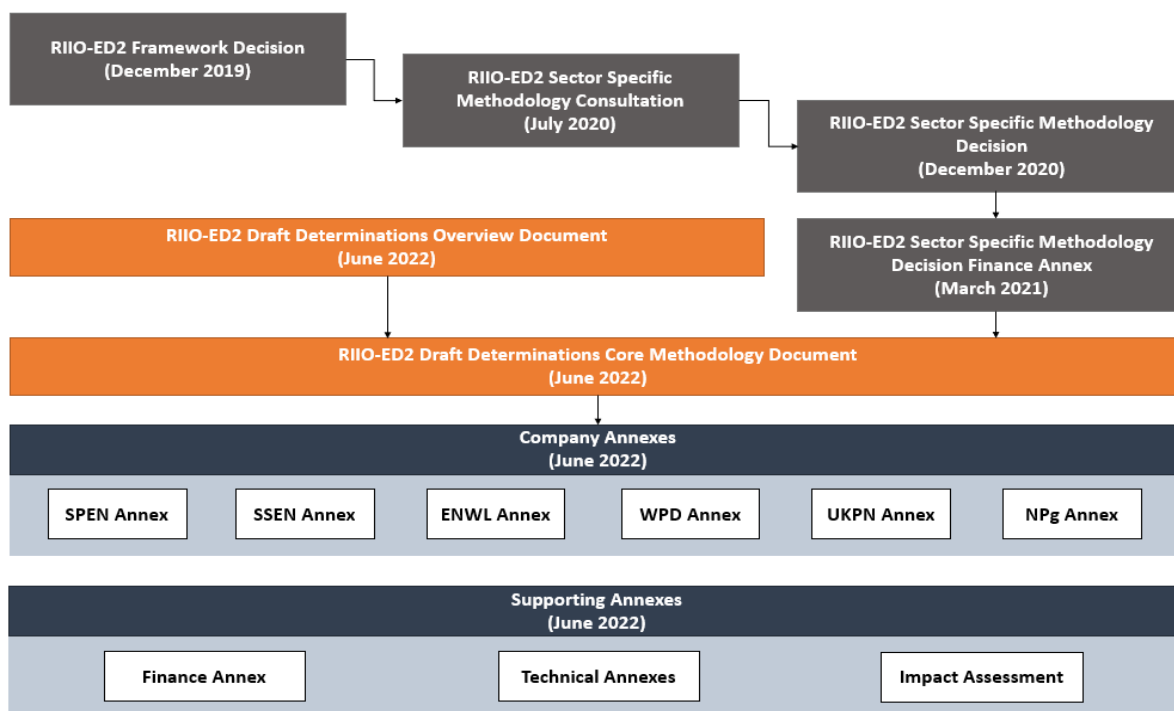 RIIO-ED2 Framework Decision
(December 2019)
RIIO-ED2 Sector Specific
Methodology Consultation
(July 2020)
RIIO-ED2 Sector Specific Methodology
Decision
(December 2020)
RIIO-ED2 Draft Determinations Overview Document
(June 2022)
RIIO-ED2 Sector Specific Methodology
Decision Finance Annex
(March 2021)
RIIO-ED2 Draft Determinations Core Methodology Document
(June 2022)
Company Annexes
(June 2022)
SPEN Annex
SSEN Annex
ENWL Annex
WPD Annex
UKPN Annex
NPg Annex
Supporting Annexes
(June 2022)
Finance Annex
Technical Annexes
Impact Assessment